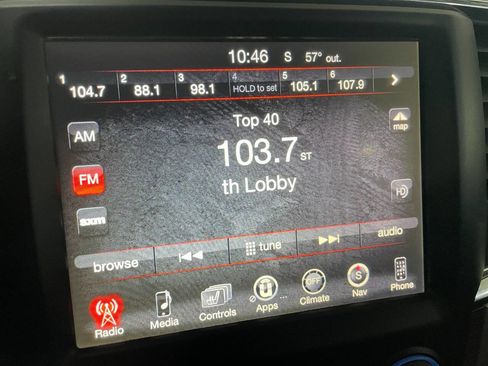 10:46 S 57° out.
1 2 3 4 5 6
104.7 88.1 98.1 HOLD to set 105.1 107.9
Top 40
AM
map
103.7 ST
FM
th Lobby
HD
sxm
browse tune audio
OFF S
Radio Media Controls Apps ... Climate Nav Phone